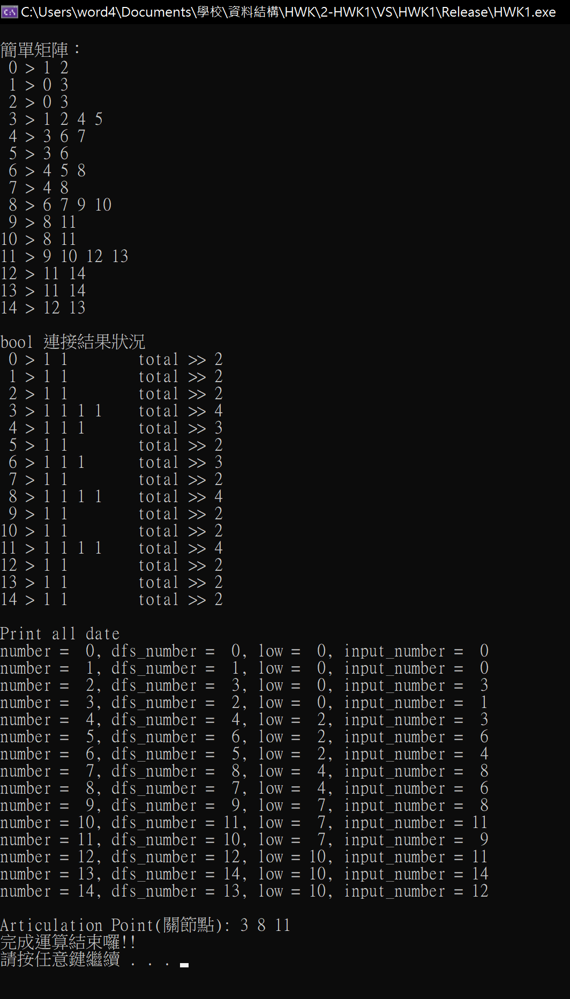 C:\Users\word4\Documents\學校\資料結構\HWK\2-HWK1\VS\HWK1\Release\HWK1.exe
簡單矩陣：
 0 > 1 2
 1 > 0 3
 2 > 0 3
 3 > 1 2 4 5
 4 > 3 6 7
 5 > 3 6
 6 > 4 5 8
 7 > 4 8
 8 > 6 7 9 10
 9 > 8 11
10 > 8 11
11 > 9 10 12 13
12 > 11 14
13 > 11 14
14 > 12 13
bool 連接結果狀況
 0 > 1 1        total >> 2
 1 > 1 1        total >> 2
 2 > 1 1        total >> 2
 3 > 1 1 1 1    total >> 4
 4 > 1 1 1      total >> 3
 5 > 1 1        total >> 2
 6 > 1 1 1      total >> 3
 7 > 1 1        total >> 2
 8 > 1 1 1 1    total >> 4
 9 > 1 1        total >> 2
10 > 1 1        total >> 2
11 > 1 1 1 1    total >> 4
12 > 1 1        total >> 2
13 > 1 1        total >> 2
14 > 1 1        total >> 2
Print all date
number =  0, dfs_number =  0, low =  0, input_number =  0
number =  1, dfs_number =  1, low =  0, input_number =  0
number =  2, dfs_number =  3, low =  0, input_number =  3
number =  3, dfs_number =  2, low =  0, input_number =  1
number =  4, dfs_number =  4, low =  2, input_number =  3
number =  5, dfs_number =  6, low =  2, input_number =  6
number =  6, dfs_number =  5, low =  2, input_number =  4
number =  7, dfs_number =  8, low =  4, input_number =  8
number =  8, dfs_number =  7, low =  4, input_number =  6
number =  9, dfs_number =  9, low =  7, input_number =  8
number = 10, dfs_number = 11, low =  7, input_number = 11
number = 11, dfs_number = 10, low =  7, input_number =  9
number = 12, dfs_number = 12, low = 10, input_number = 11
number = 13, dfs_number = 14, low = 10, input_number = 14
number = 14, dfs_number = 13, low = 10, input_number = 12
Articulation Point(關節點): 3 8 11
完成運算結束囉!!
請按任意鍵繼續 . . .